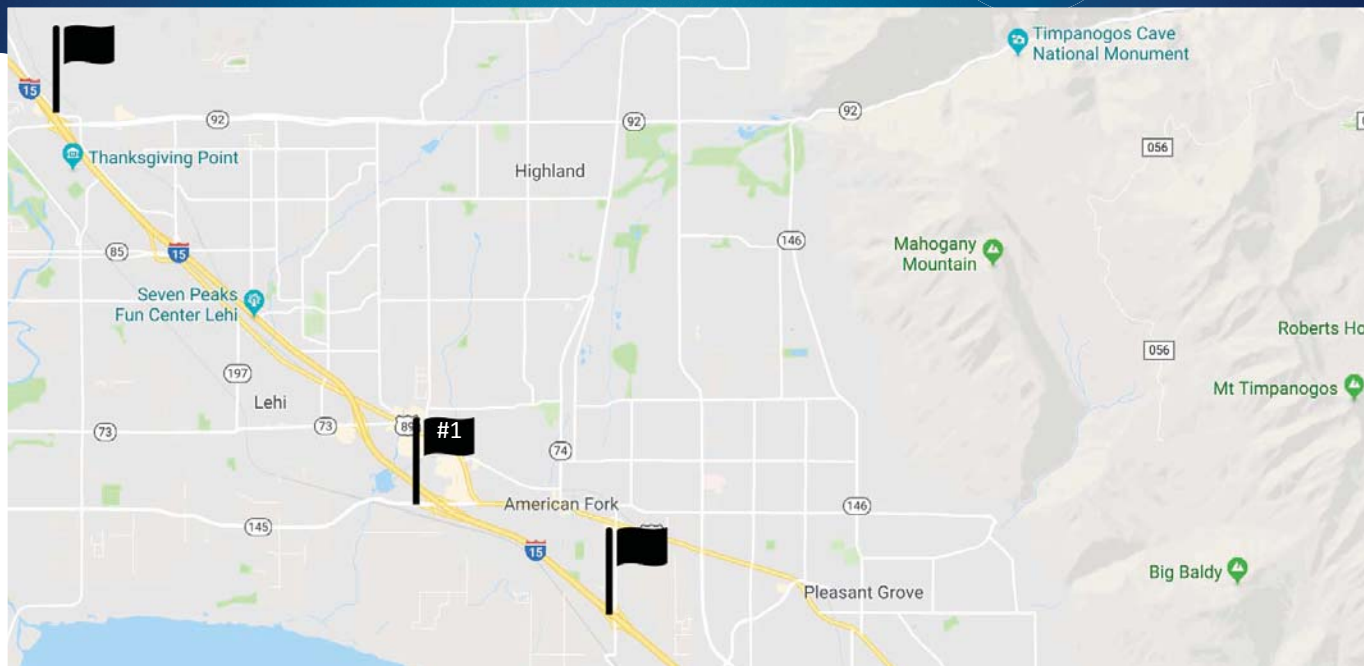 Timpanogos Cave
National Monument
15
92
92
92
056
Thanksgiving Point
Highland
146
85
15
Mahogany
Mountain
Seven Peaks
Fun Center Lehi
Roberts Ho
056
197
Mt Timpanogos
Lehi
73
73
89
#1
74
American Fork
146
145
15
Big Baldy
Pleasant Grove